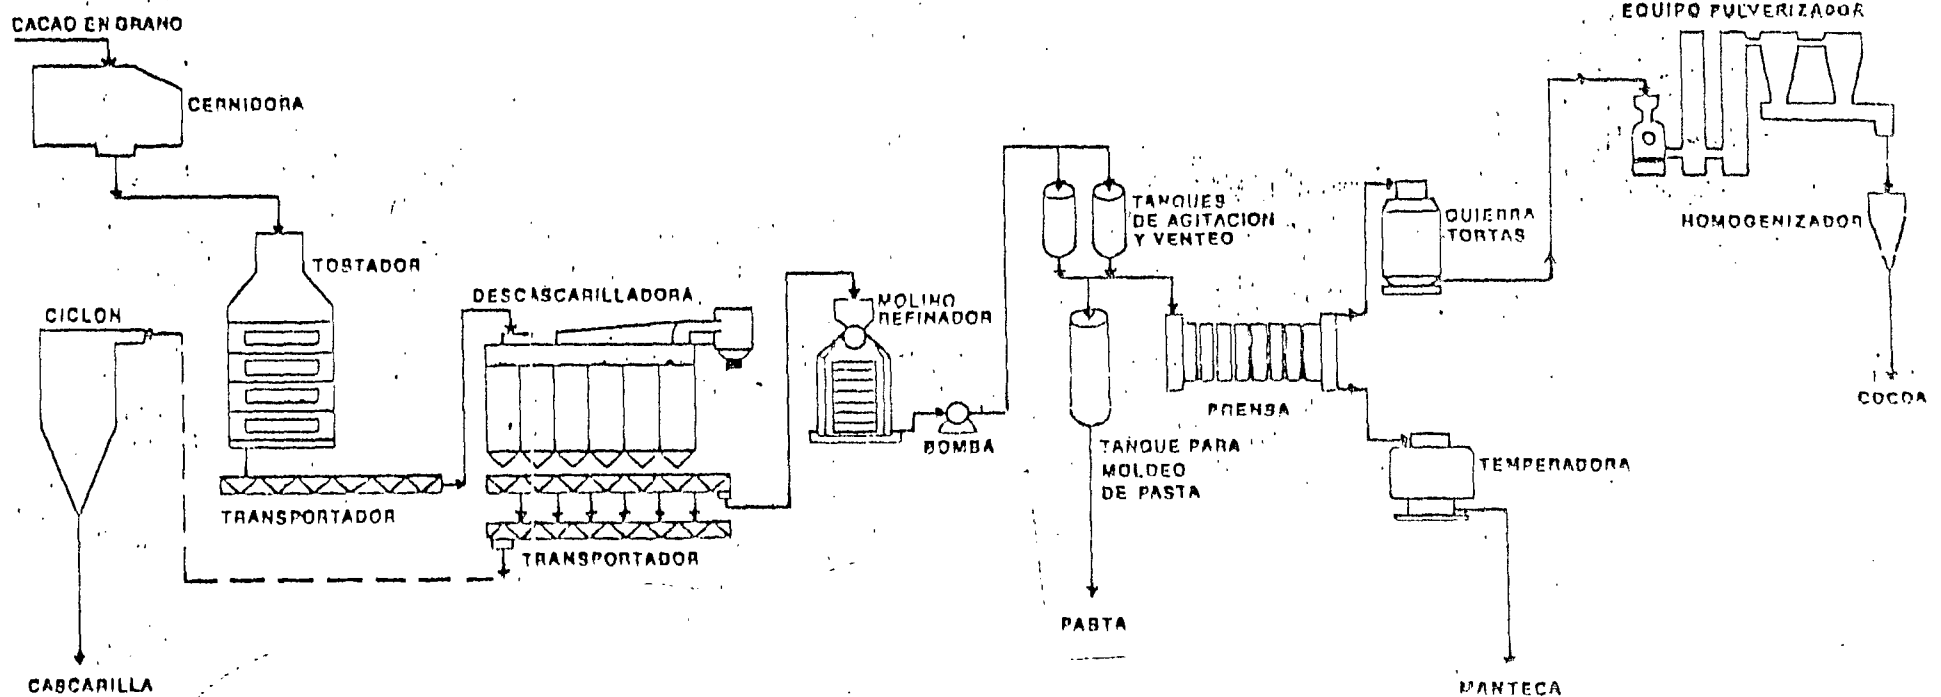 CACAO EN GRANO
CERNIDORA
TOSTADOR
CICLON
TRANSPORTADOR
CASCARILLA
DESCASCARILLADORA
TRANSPORTADOR
MOLINO
REFINADOR
BOMBA
TANQUES
DE AGITACION
Y VENTEO
TANQUE PARA
MOLDEO
DE PASTA
PASTA
PRENSA
QUIEBRA
TORTAS
TEMPERADORA
MANTECA
EQUIPO PULVERIZADOR
HOMOGENIZADOR
COCOA